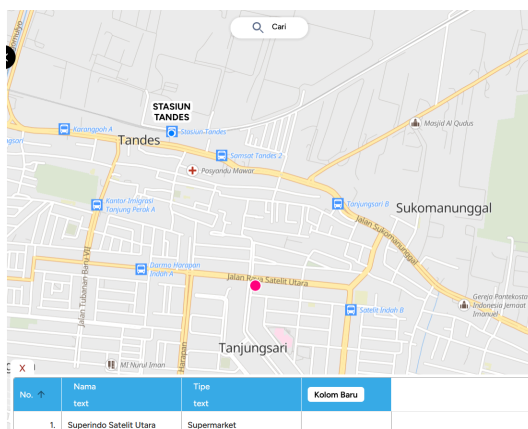 Cari
STASIUN
TANDES
Karangpoh A
Stasiun Tandes
Masjid Al Qudus
Tandes
Samsat Tandes 2
Posyandu Mawar
Kantor Imigrasi
Tanjung Perak A
Tanjungsari B
Sukomanunggal
Jalan Sukomanunggal
Jalan Tubanan Baru VII
Darmo Harapan
Indah A
Jalan Raya Satelit Utara
Gereja Pantekosta
Indonesia Jemaat
Imanuel
Satelit Indah B
Tanjungsari
Harapan
MI Nurul Iman
X
No. ↑
Nama
text
Tipe
text
Kolom Baru
1. Superindo Satelit Utara Supermarket